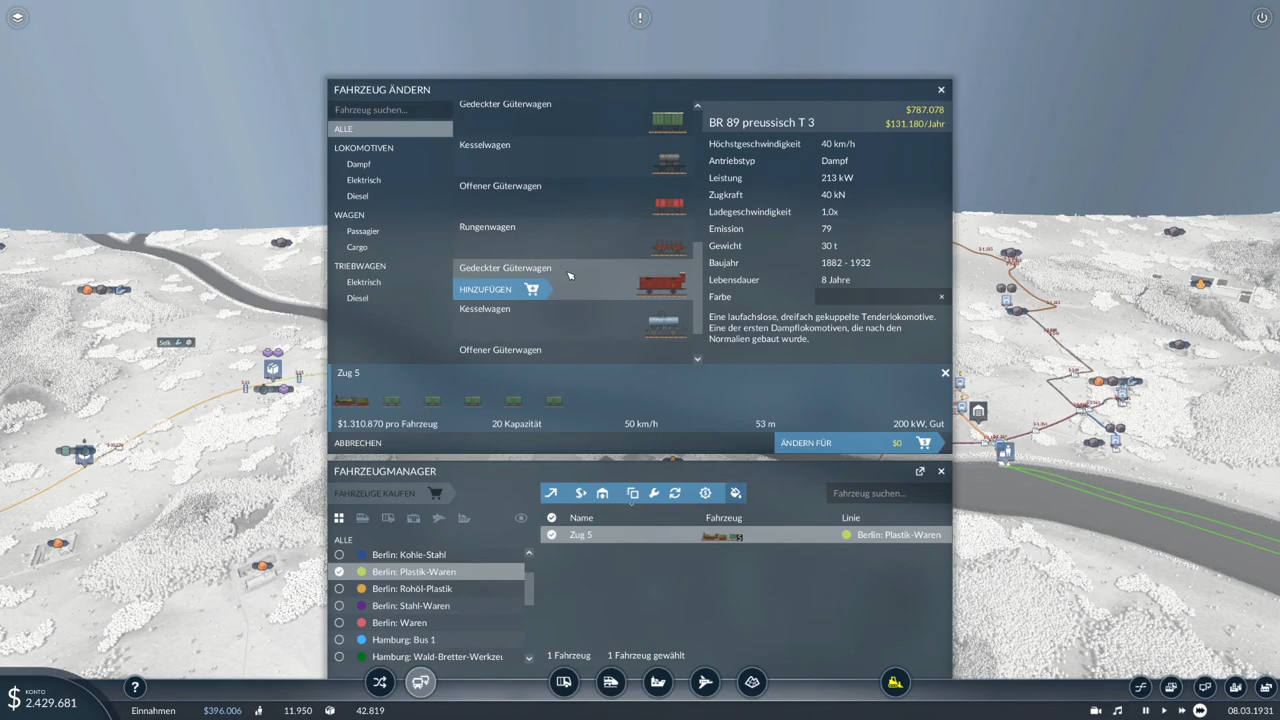 FAHRZEUG ÄNDERN
Fahrzeug suchen...
ALLE
LOKOMOTIVEN
Dampf
Elektrisch
Diesel
WAGEN
Passagier
Cargo
TRIEBWAGEN
Elektrisch
Diesel
Gedeckter Güterwagen
Kesselwagen
Offener Güterwagen
Rungenwagen
Gedeckter Güterwagen
HINZUFÜGEN
Kesselwagen
Offener Güterwagen
$787.078
BR 89 preussisch T 3
$131.180/Jahr
Höchstgeschwindigkeit 40 km/h
Antriebstyp Dampf
Leistung 213 kW
Zugkraft 40 kN
Ladegeschwindigkeit 1,0x
Emission 79
Gewicht 30 t
Baujahr 1882 - 1932
Lebensdauer 8 Jahre
Farbe
Eine laufachslose, dreifach gekuppelte Tenderlokomotive.
Eine der ersten Dampflokomotiven, die nach den
Normalien gebaut wurde.
Selk
Zug 5
$1.310.870 pro Fahrzeug 20 Kapazität 50 km/h 53 m 200 kW, Gut
ABBRECHEN
ÄNDERN FÜR $0
FAHRZEUGMANAGER
FAHRZEUGE KAUFEN
Fahrzeug suchen...
Name Fahrzeug Linie
Zug 5 5 Berlin: Plastik-Waren
ALLE
Berlin: Kohle-Stahl
Berlin: Plastik-Waren
Berlin: Rohöl-Plastik
Berlin: Stahl-Waren
Berlin: Waren
Hamburg: Bus 1
Hamburg: Wald-Bretter-Werkzeu
1 Fahrzeug 1 Fahrzeug gewählt
$ KONTO
2.429.681
?
Einnahmen $396.006 11.950 42.819
08.03.1931